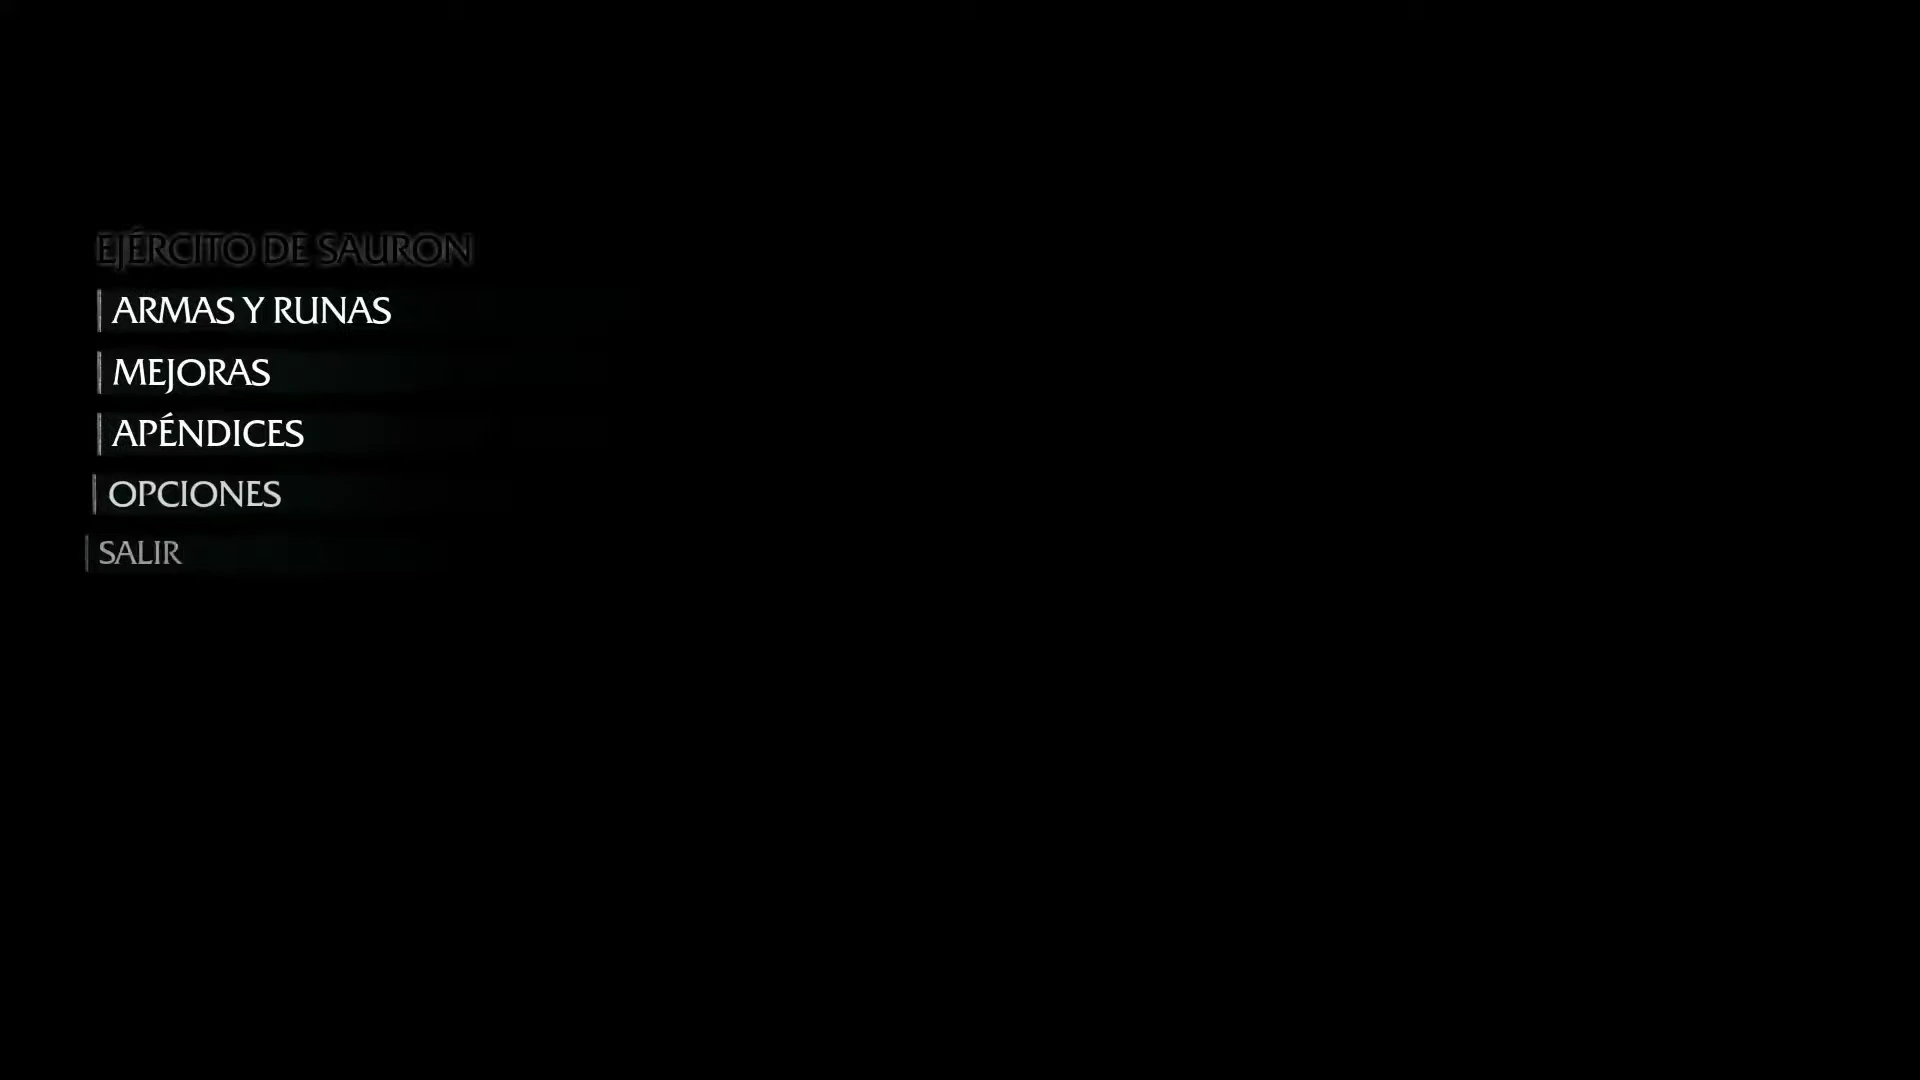 EJÉRCITO DE SAURON
ARMAS Y RUNAS
MEJORAS
APÉNDICES
OPCIONES
SALIR